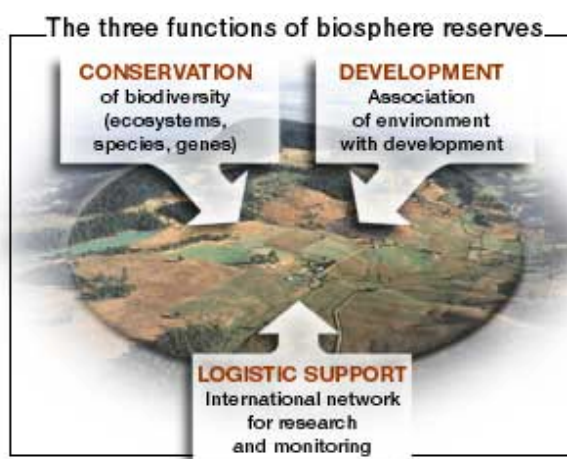 The three functions of biosphere reserves
CONSERVATION
of biodiversity
(ecosystems,
species, genes)
DEVELOPMENT
Association
of environment
with development
LOGISTIC SUPPORT
International network
for research
and monitoring